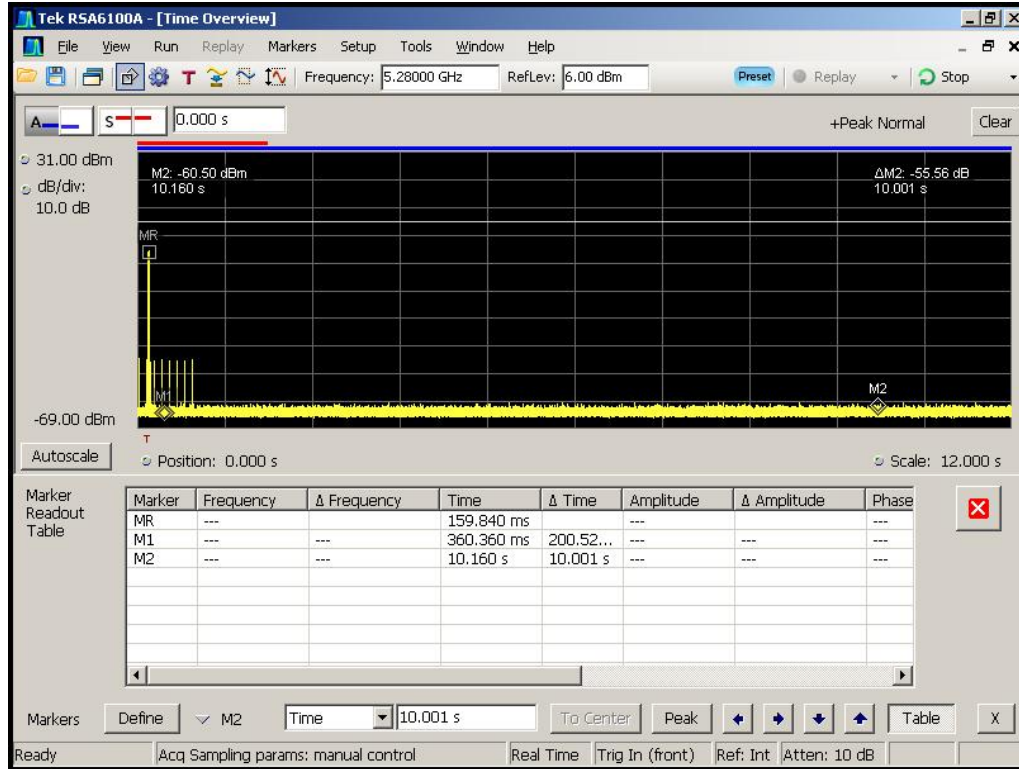 Tek RSA6100A - [Time Overview]
File View Run Replay Markers Setup Tools Window Help
T Frequency: 5.28000 GHz RefLev: 6.00 dBm Preset Replay Stop
A S 0.000 s +Peak Normal Clear
31.00 dBm
dB/div:
10.0 dB
-69.00 dBm
Autoscale
M2: -60.50 dBm
10.160 s
ΔM2: -55.56 dB
10.001 s
MR
M1
M2
T
Position: 0.000 s Scale: 12.000 s
Marker
Readout
Table
Marker Frequency Δ Frequency Time Δ Time Amplitude Δ Amplitude Phase
MR --- 159.840 ms --- ---
M1 --- --- 360.360 ms 200.52... --- --- ---
M2 --- --- 10.160 s 10.001 s --- --- ---
Markers Define M2 Time 10.001 s To Center Peak Table X
Ready Acq Sampling params: manual control Real Time Trig In (front) Ref: Int Atten: 10 dB